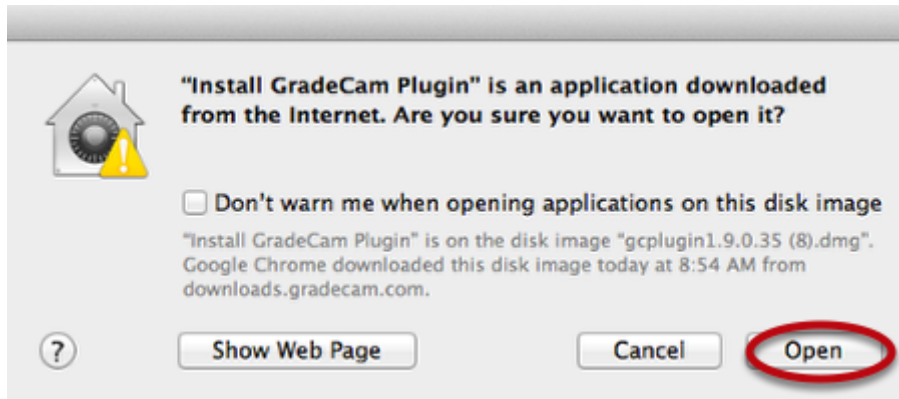 “Install GradeCam Plugin” is an application downloaded
from the Internet. Are you sure you want to open it?
Don't warn me when opening applications on this disk image
"Install GradeCam Plugin" is on the disk image "gcplugin1.9.0.35 (8).dmg".
Google Chrome downloaded this disk image today at 8:54 AM from
downloads.gradecam.com.
? Show Web Page Cancel Open